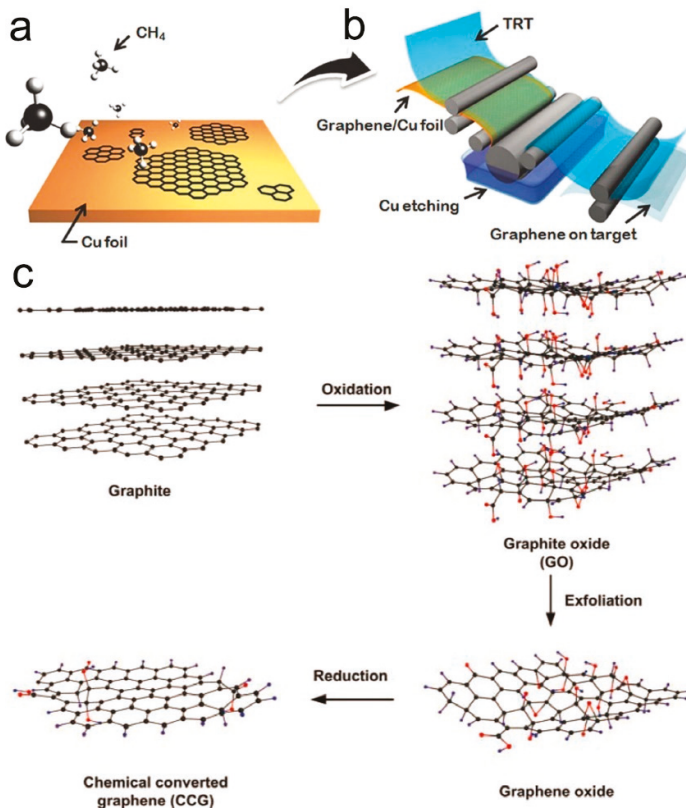 a
CH₄
Cu foil
b
TRT
Graphene/Cu foil
Cu etching
Graphene on target
c
Graphite
Oxidation
Graphite oxide
(GO)
Exfoliation
Graphene oxide
Reduction
Chemical converted
graphene (CCG)